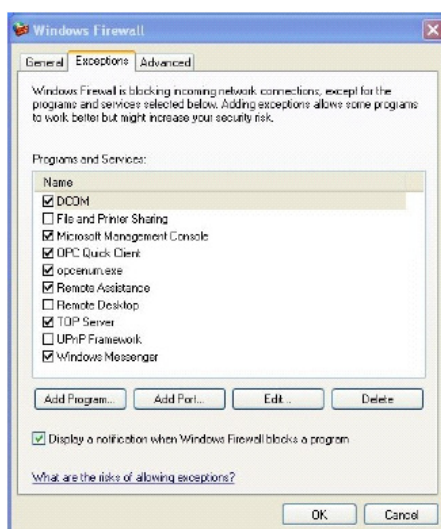 Windows Firewall
General Exceptions Advanced
Windows Firewall is blocking incoming network connections, except for the
programs and services selected below. Adding exceptions allows some programs
to work better but might increase your security risk.
Programs and Services:
Name
DCOM
File and Printer Sharing
Microsoft Management Console
OPC Quick Client
opcenum.exe
Remote Assistance
Remote Desktop
TOP Server
UPnP Framework
Windows Messenger
Add Program... Add Port... Edit... Delete
Display a notification when Windows Firewall blocks a program
What are the risks of allowing exceptions?
OK Cancel